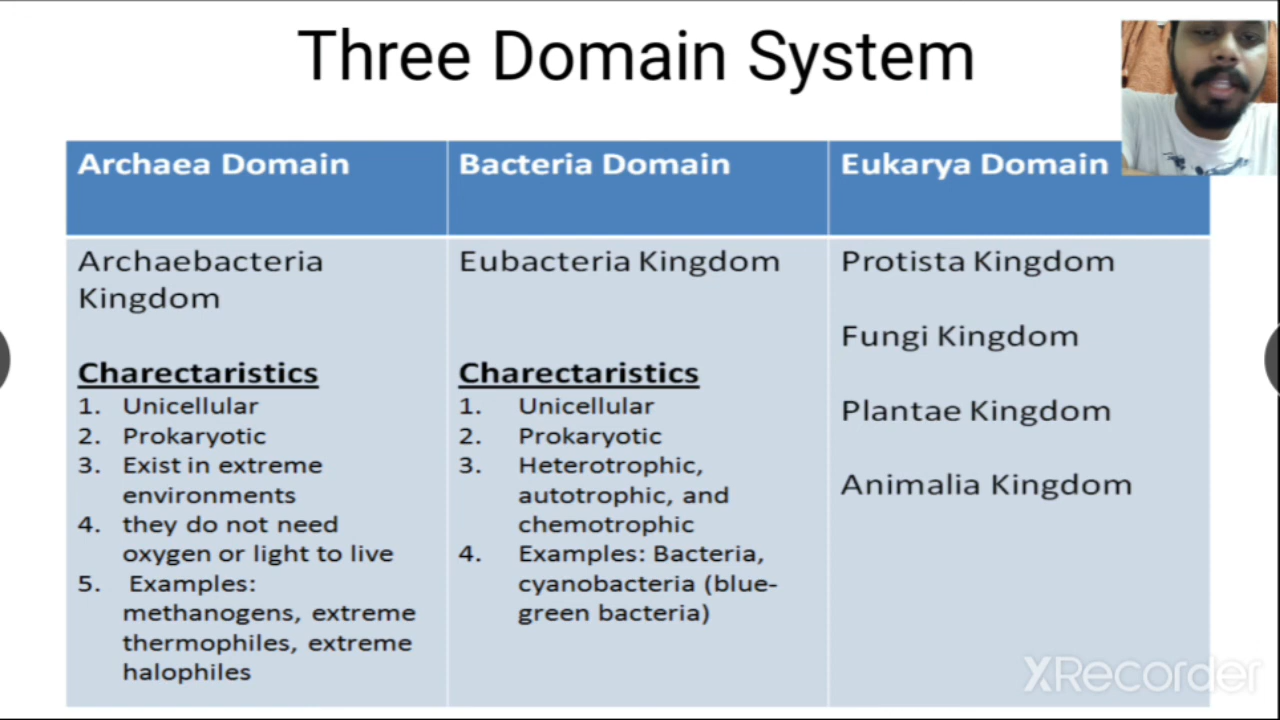 Three Domain System
Archaea Domain
Bacteria Domain
Eukarya Domain
Archaebacteria
Kingdom
Charectaristics
1. Unicellular
2. Prokaryotic
3. Exist in extreme
environments
4. they do not need
oxygen or light to live
5. Examples:
methanogens, extreme
thermophiles, extreme
halophiles
Eubacteria Kingdom
Charectaristics
1. Unicellular
2. Prokaryotic
3. Heterotrophic,
autotrophic, and
chemotrophic
4. Examples: Bacteria,
cyanobacteria (blue-
green bacteria)
Protista Kingdom
Fungi Kingdom
Plantae Kingdom
Animalia Kingdom
XRecorder